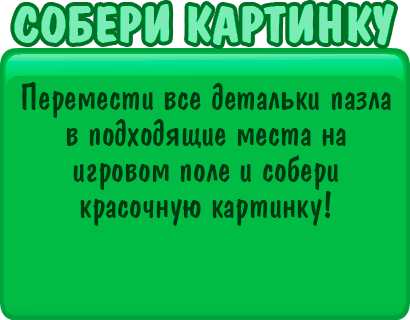 СОБЕРИ КАРТИНКУ
Перемести все детальки пазла
в подходящие места на
игровом поле и собери
красочную картинку!